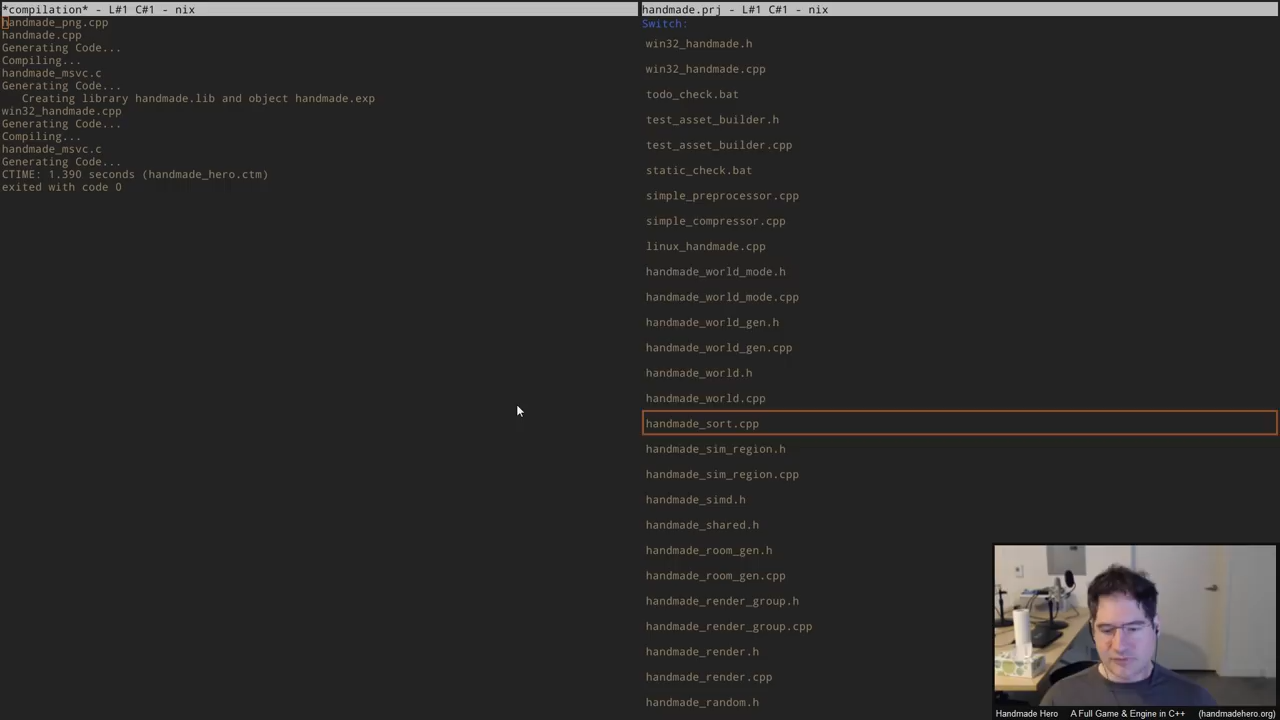 *compilation* - L#1 C#1 - nix
handmade_png.cpp
handmade.cpp
Generating Code...
Compiling...
handmade_msvc.c
Generating Code...
   Creating library handmade.lib and object handmade.exp
win32_handmade.cpp
Generating Code...
Compiling...
handmade_msvc.c
Generating Code...
CTIME: 1.390 seconds (handmade_hero.ctm)
exited with code 0
handmade.prj - L#1 C#1 - nix
Switch:
win32_handmade.h
win32_handmade.cpp
todo_check.bat
test_asset_builder.h
test_asset_builder.cpp
static_check.bat
simple_preprocessor.cpp
simple_compressor.cpp
linux_handmade.cpp
handmade_world_mode.h
handmade_world_mode.cpp
handmade_world_gen.h
handmade_world_gen.cpp
handmade_world.h
handmade_world.cpp
handmade_sort.cpp
handmade_sim_region.h
handmade_sim_region.cpp
handmade_simd.h
handmade_shared.h
handmade_room_gen.h
handmade_room_gen.cpp
handmade_render_group.h
handmade_render_group.cpp
handmade_render.h
handmade_render.cpp
handmade_random.h
Handmade Hero A Full Game & Engine in C++ (handmadehero.org)